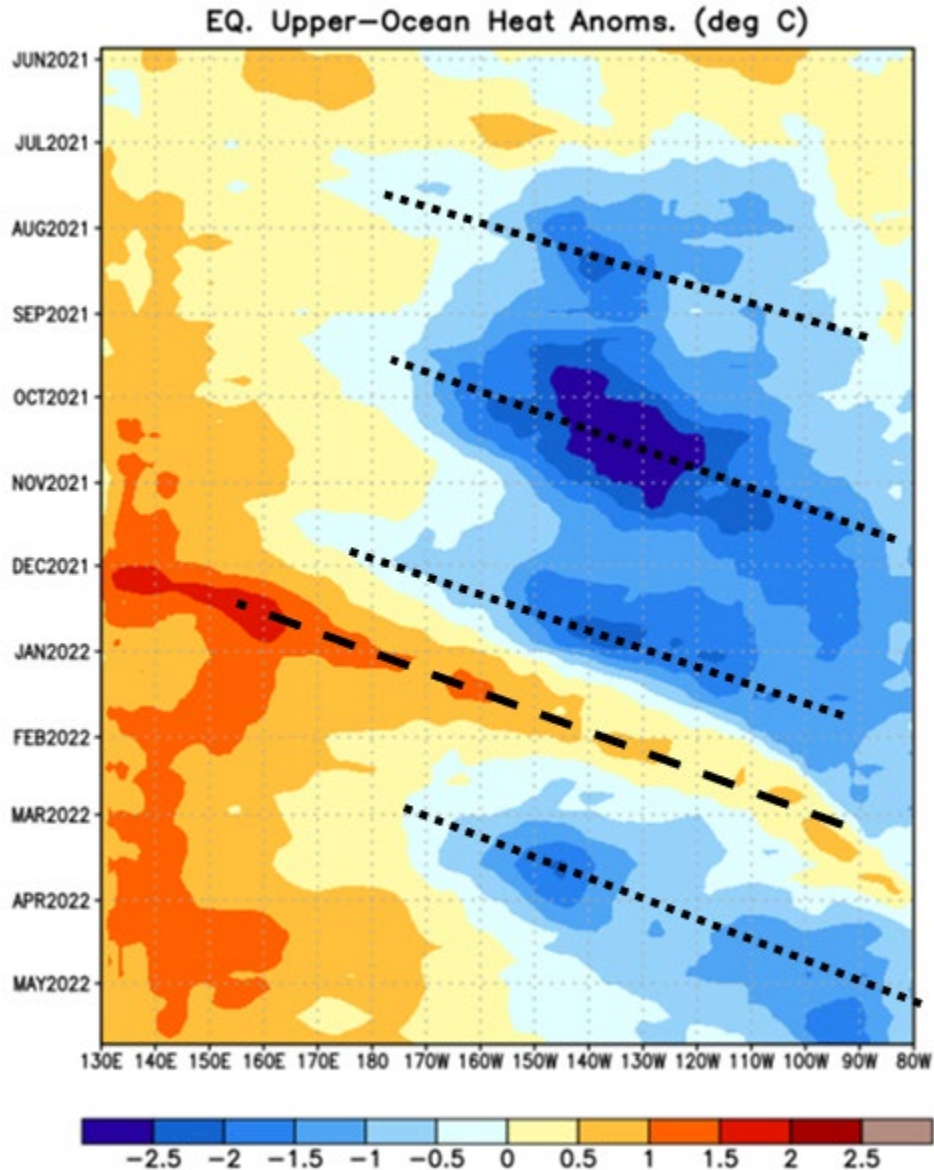 EQ. Upper-Ocean Heat Anoms. (deg C)
JUN2021
JUL2021
AUG2021
SEP2021
OCT2021
NOV2021
DEC2021
JAN2022
FEB2022
MAR2022
APR2022
MAY2022
130E 140E 150E 160E 170E 180 170W 160W 150W 140W 130W 120W 110W 100W 90W 80W
-2.5 -2 -1.5 -1 -0.5 0 0.5 1 1.5 2 2.5